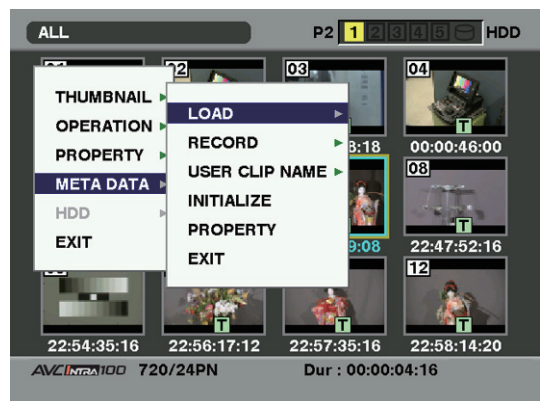 ALL P2 1 2 3 4 5 HDD
02 03 04
THUMBNAIL
OPERATION
PROPERTY
META DATA
HDD
EXIT
LOAD
RECORD
USER CLIP NAME
INITIALIZE
PROPERTY
EXIT
8:18 T 00:00:46:00
08
9:08 T 22:47:52:16
12
T T T
22:54:35:16 22:56:17:12 22:57:35:16 22:58:14:20
AVC INTRA 100 720/24PN Dur : 00:00:04:16